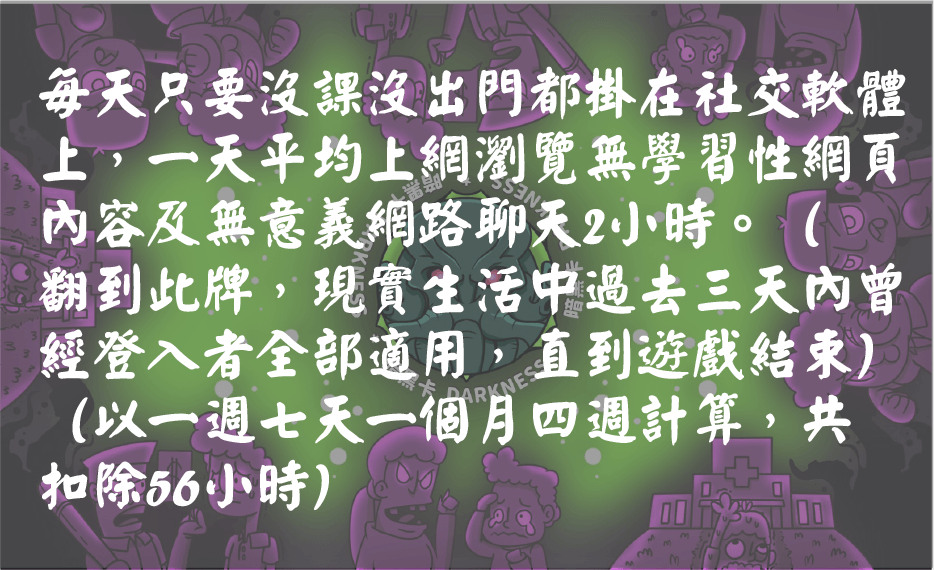 每天只要沒課沒出門都掛在社交軟體
上，一天平均上網瀏覽無學習性網頁
內容及無意義網路聊天2小時。（
翻到此牌，現實生活中過去三天內曾
經登入者全部適用，直到遊戲結束）
（以一週七天一個月四週計算，共
扣除56小時）
暗黑卡 DARKNESS